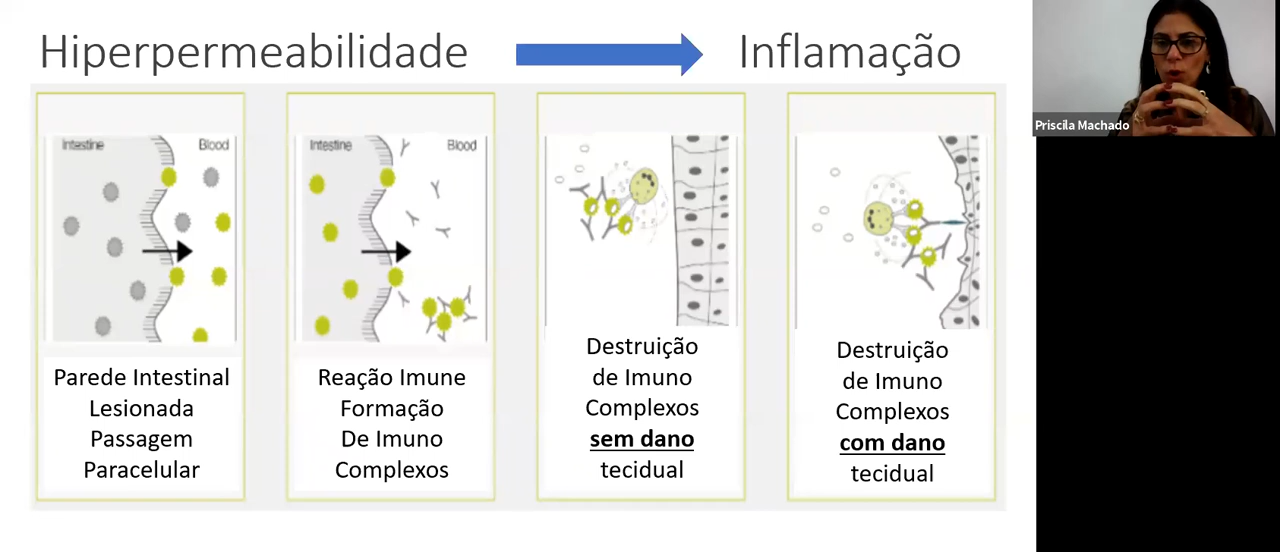 Hiperpermeabilidade
Inflamação
Priscila Machado
Intestine
Blood
Parede Intestinal
Lesionada
Passagem
Paracelular
Intestine
Blood
Reação Imune
Formação
De Imuno
Complexos
Destruição
de Imuno
Complexos
sem dano
tecidual
Destruição
de Imuno
Complexos
com dano
tecidual